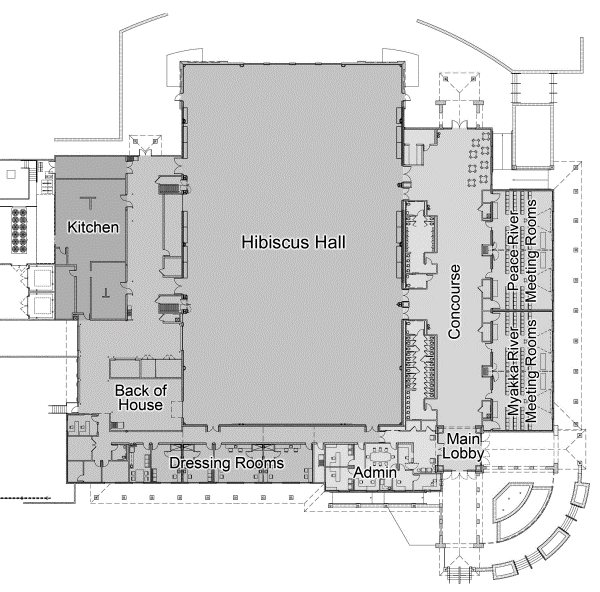 Hibiscus Hall
Kitchen
Concourse
Peace River
Meeting Rooms
Myakka River
Meeting Rooms
Back of
House
Dressing Rooms
Admin
Main
Lobby